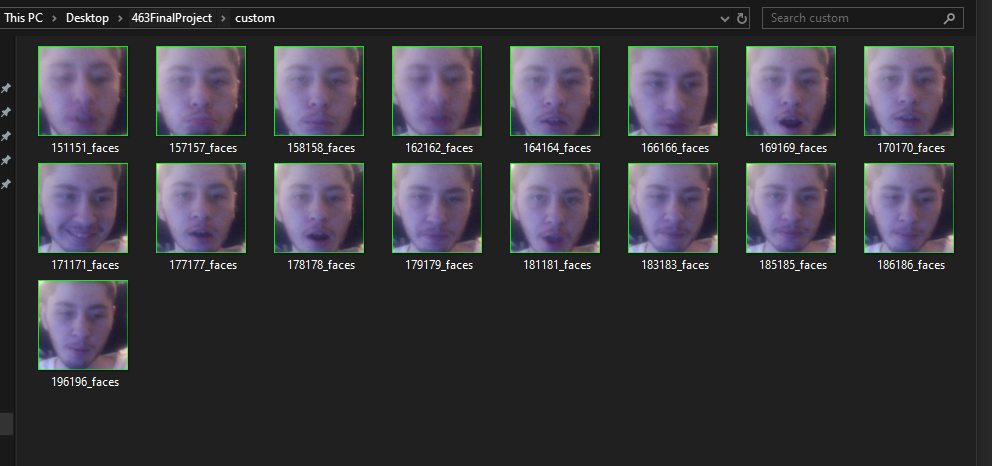 This PC > Desktop > 463FinalProject > custom
Search custom
151151_faces 157157_faces 158158_faces 162162_faces 164164_faces 166166_faces 169169_faces 170170_faces
171171_faces 177177_faces 178178_faces 179179_faces 181181_faces 183183_faces 185185_faces 186186_faces
196196_faces